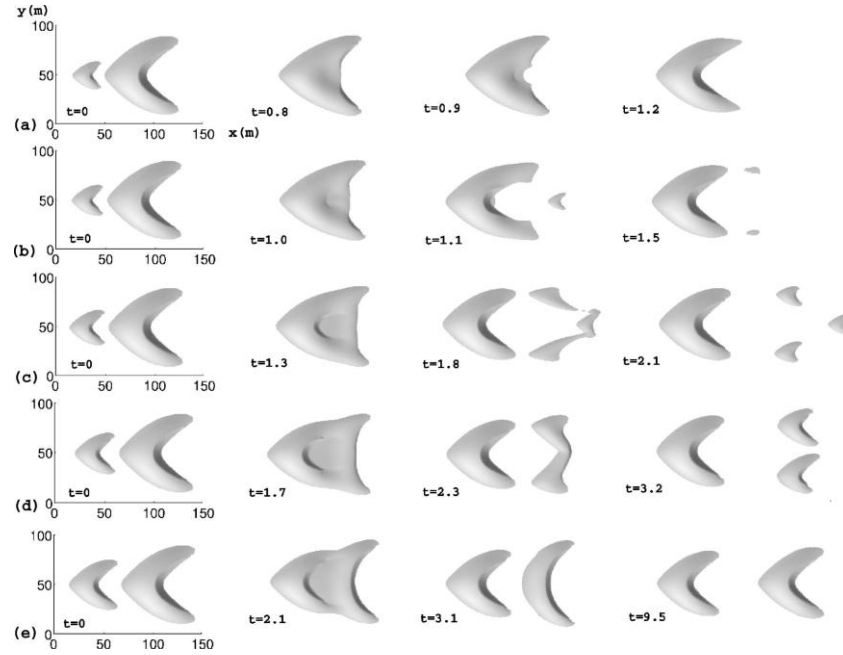 y(m)
100
50
0
t=0 t=0.8 t=0.9 t=1.2
(a)
0 50 100 150 x(m)
100
50
0
t=0 t=1.0 t=1.1 t=1.5
(b)
0 50 100 150
100
50
0
t=0 t=1.3 t=1.8 t=2.1
(c)
0 50 100 150
100
50
0
t=0 t=1.7 t=2.3 t=3.2
(d)
0 50 100 150
100
50
0
t=0 t=2.1 t=3.1 t=9.5
(e)
0 50 100 150